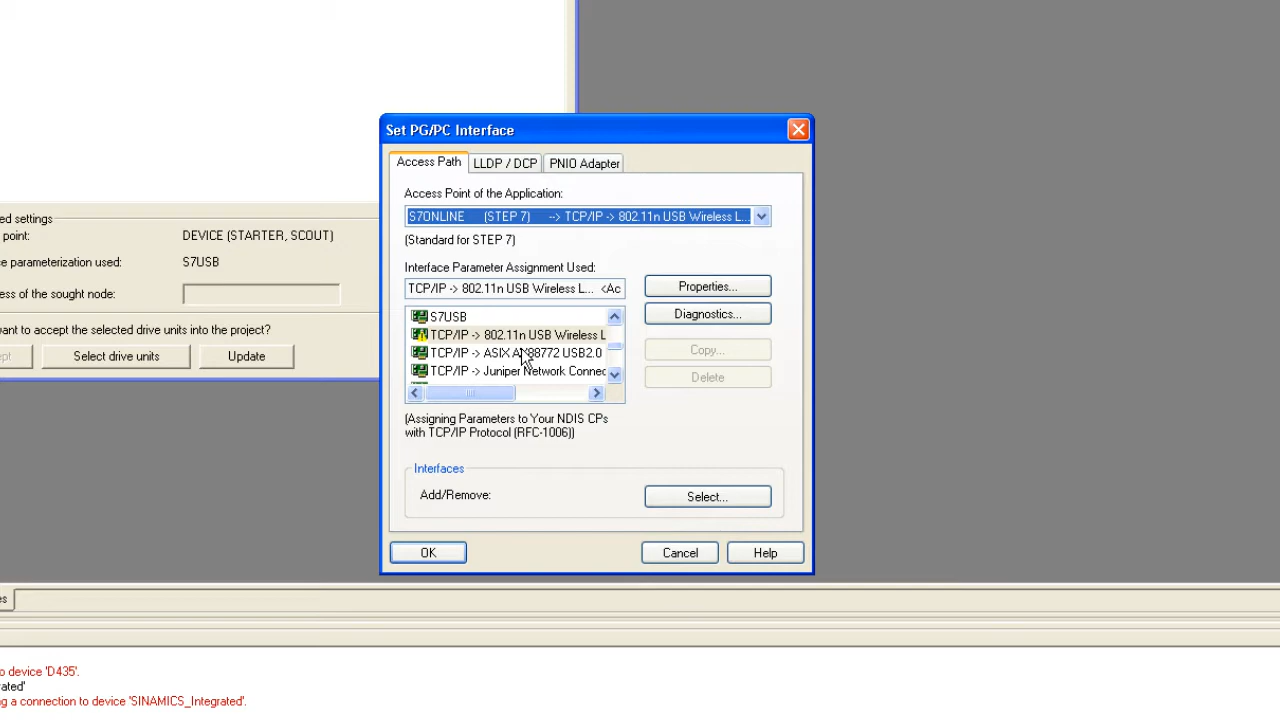 Set PG/PC Interface
Access Path LLDP / DCP PNIO Adapter
Access Point of the Application:
S7ONLINE (STEP 7) --> TCP/IP -> 802.11n USB Wireless L...
(Standard for STEP 7)
Interface Parameter Assignment Used:
TCP/IP -> 802.11n USB Wireless L... <Ac
Properties...
S7USB
Diagnostics...
TCP/IP -> 802.11n USB Wireless L
TCP/IP -> ASIX AX88772 USB2.0
Copy...
TCP/IP -> Juniper Network Connec
Delete
(Assigning Parameters to Your NDIS CPs
with TCP/IP Protocol (RFC-1006))
Interfaces
Add/Remove:
Select...
OK Cancel Help
ed settings
point: DEVICE (STARTER, SCOUT)
e parameterization used: S7USB
ess of the sought node:
want to accept the selected drive units into the project?
ept Select drive units Update
es
o device 'D435'.
rated'
g a connection to device 'SINAMICS_Integrated'.